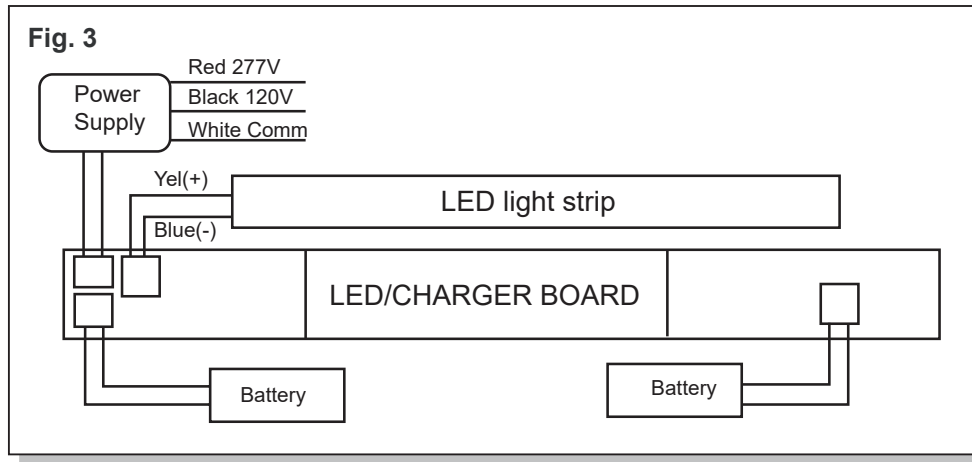 Fig. 3
Red 277V
Power
Supply
Black 120V
White Comm
Yel(+)
LED light strip
Blue(-)
LED/CHARGER BOARD
Battery
Battery